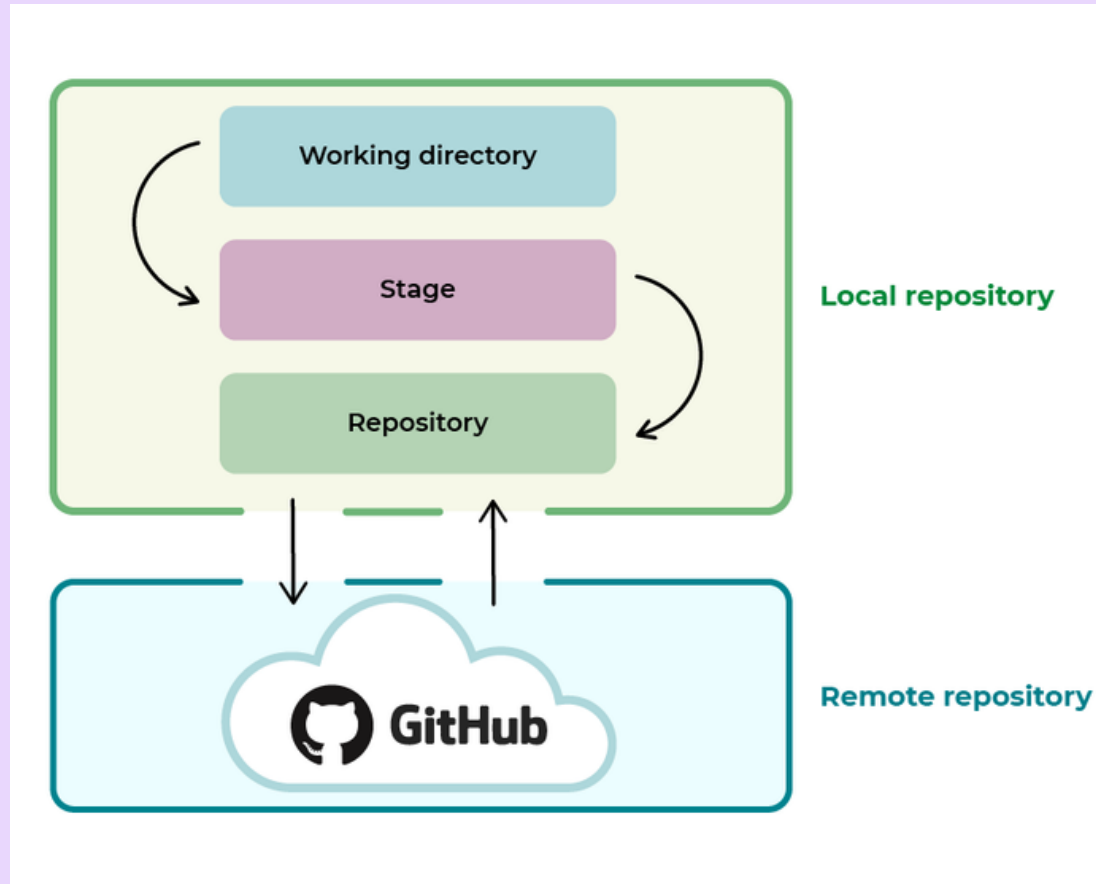 Working directory
Stage
Local repository
Repository
GitHub
Remote repository